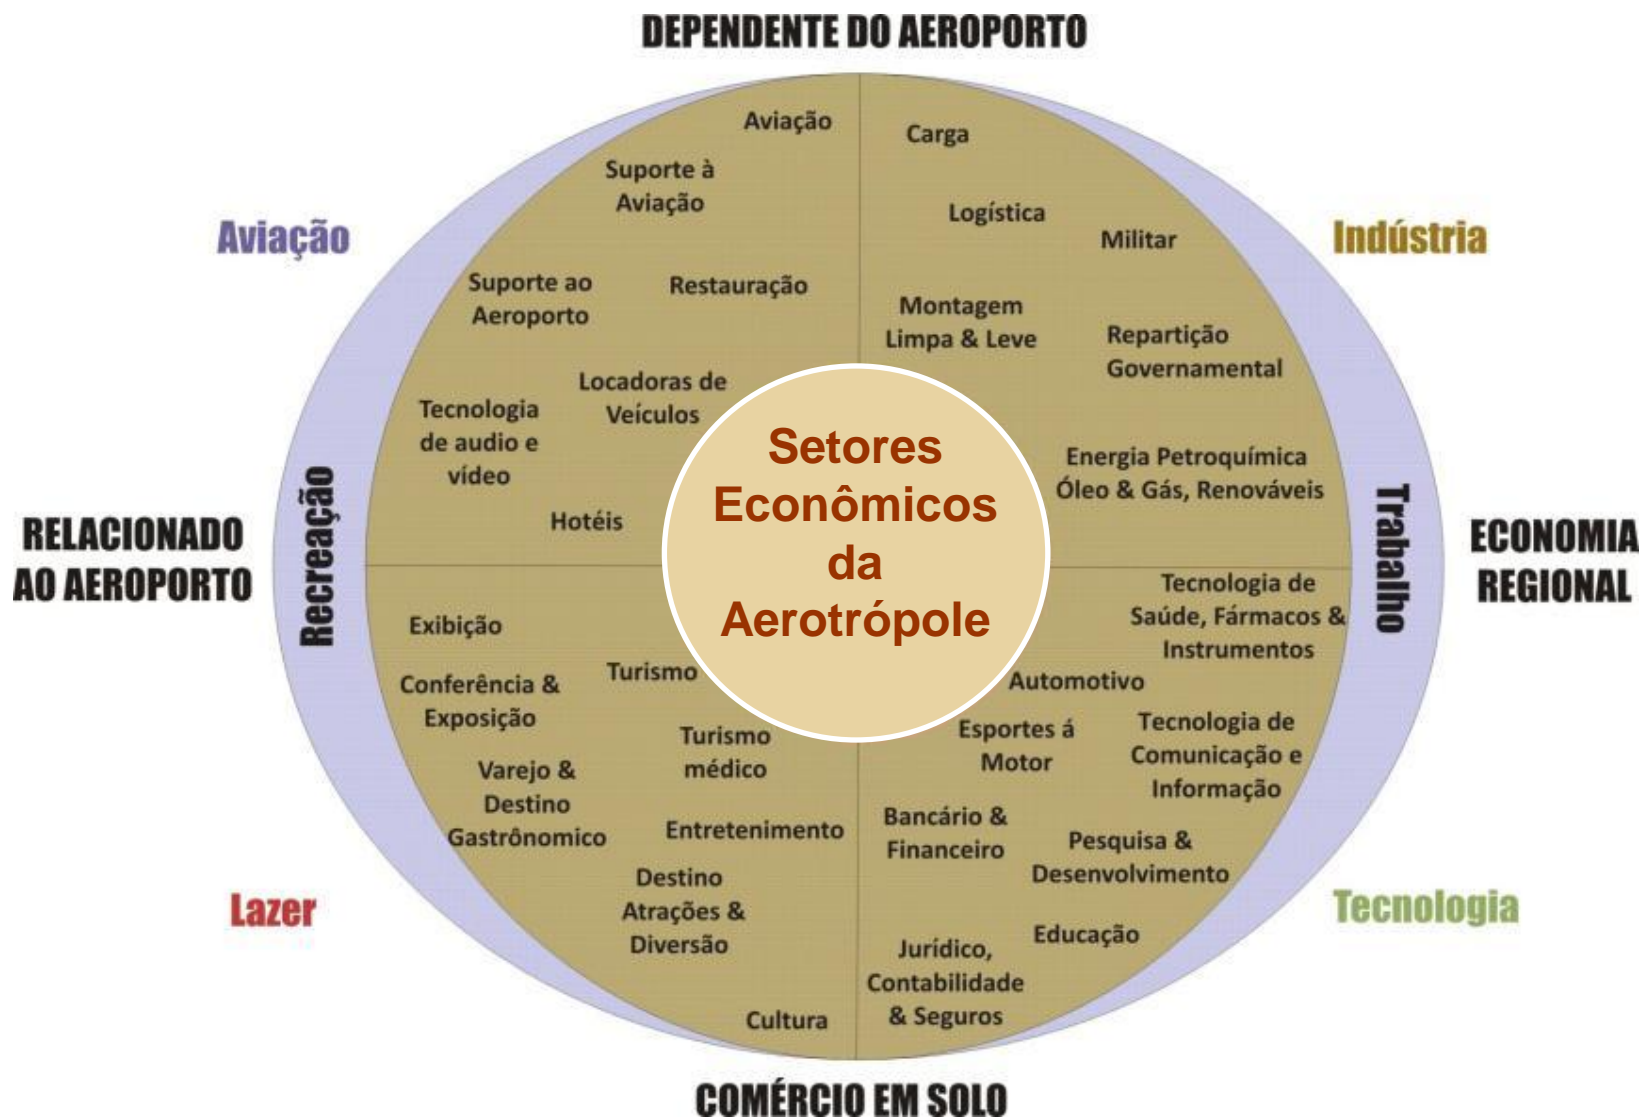 DEPENDENTE DO AEROPORTO
Aviação
Indústria
Aviação
Suporte à
Aviação
Suporte ao
Aeroporto
Restauração
Locadoras de
Veículos
Tecnologia
de audio e
vídeo
Hotéis
Carga
Logística
Militar
Montagem
Limpa & Leve
Repartição
Governamental
Energia Petroquímica
Óleo & Gás, Renováveis
Setores
Econômicos
da
Aerotrópole
RELACIONADO
AO AEROPORTO
Recreação
Trabalho
ECONOMIA
REGIONAL
Exibição
Turismo
Conferência &
Exposição
Turismo
médico
Varejo &
Destino
Gastrônomico
Entretenimento
Destino
Atrações &
Diversão
Cultura
Tecnologia de
Saúde, Fármacos &
Instrumentos
Automotivo
Esportes á
Motor
Tecnologia de
Comunicação e
Informação
Bancário &
Financeiro
Pesquisa &
Desenvolvimento
Educação
Jurídico,
Contabilidade
& Seguros
Lazer
Tecnologia
COMÉRCIO EM SOLO